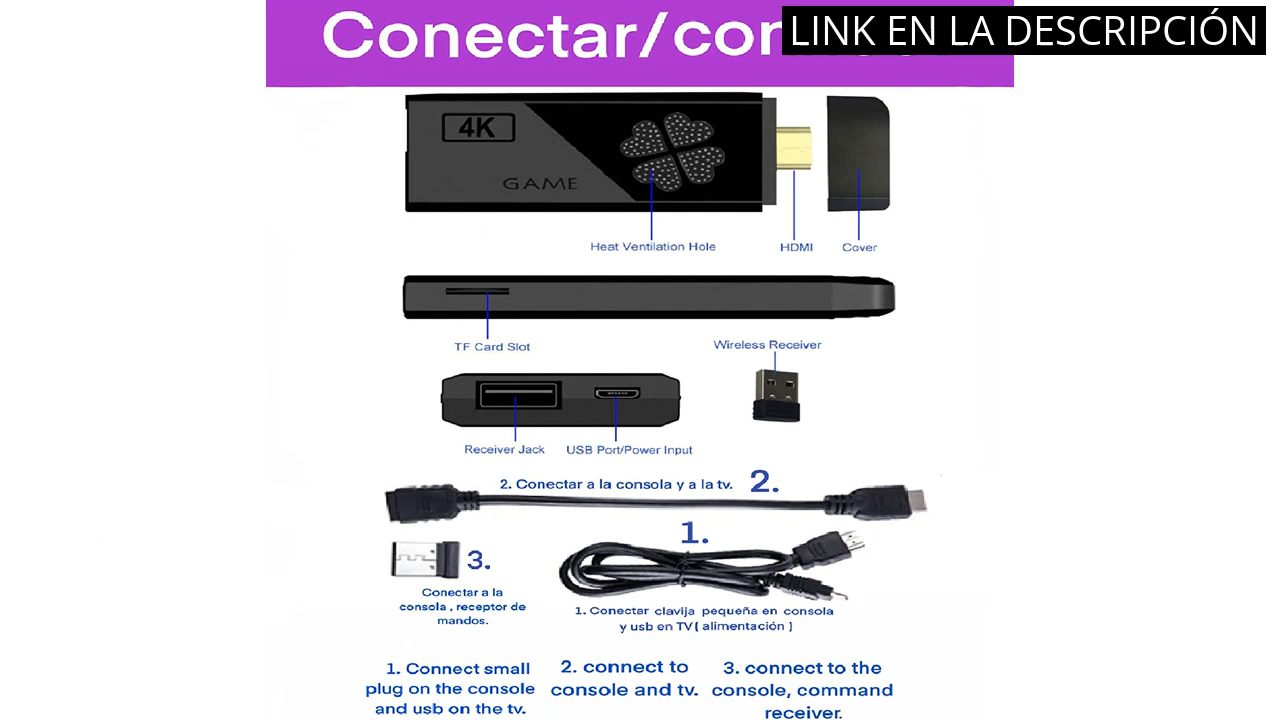 Conectar/con
LINK EN LA DESCRIPCIÓN
4K
GAME
Heat Ventilation Hole
HDMI
Cover
TF Card Slot
Wireless Receiver
Receiver Jack
USB Port/Power Input
2. Conectar a la consola y a la tv.
2.
1.
3.
Conectar a la
consola , receptor de
mandos.
1. Conectar clavija pequeña en consola
y usb en TV ( alimentación )
1. Connect small
plug on the console
and usb on the tv.
2. connect to
console and tv.
3. connect to the
console, command
receiver.